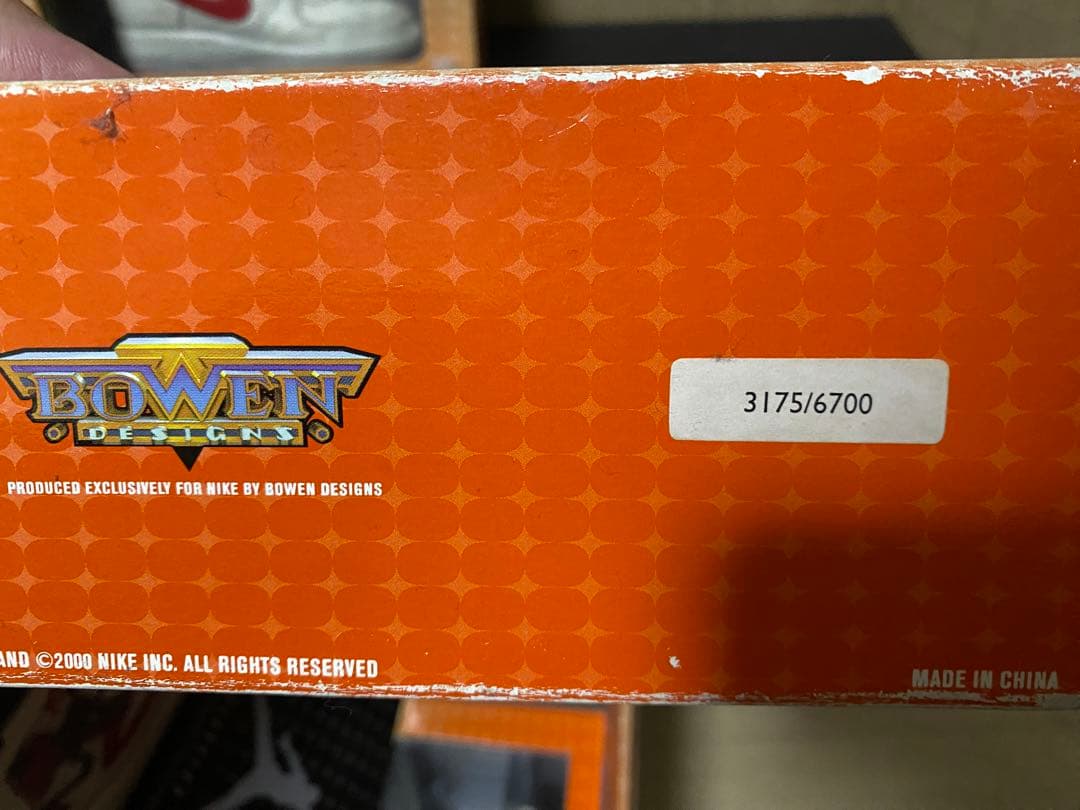 BOWEN
DESIGNS
3175/6700
PRODUCED EXCLUSIVELY FOR NIKE BY BOWEN DESIGNS
AND ©2000 NIKE INC. ALL RIGHTS RESERVED
MADE IN CHINA